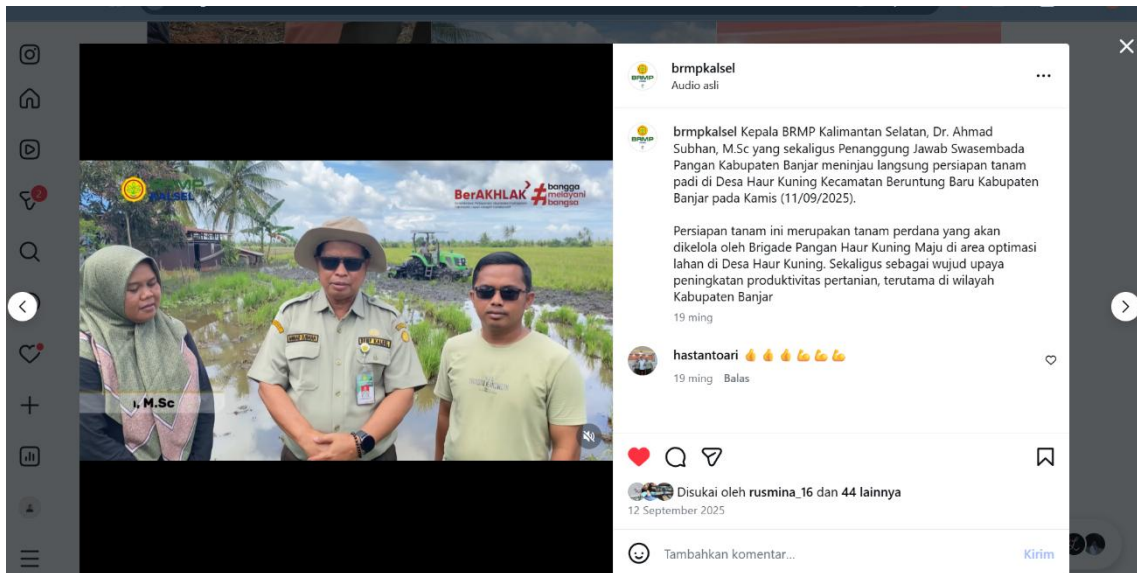 2
BRMP
KALSEL
BerAKHLAK
#bangga
melayani
bangsa
BRMP KALSEL
, M.Sc
brmpkalsel
Audio asli
brmpkalsel Kepala BRMP Kalimantan Selatan, Dr. Ahmad
Subhan, M.Sc yang sekaligus Penanggung Jawab Swasembada
Pangan Kabupaten Banjar meninjau langsung persiapan tanam
padi di Desa Haur Kuning Kecamatan Beruntung Baru Kabupaten
Banjar pada Kamis (11/09/2025).
Persiapan tanam ini merupakan tanam perdana yang akan
dikelola oleh Brigade Pangan Haur Kuning Maju di area optimasi
lahan di Desa Haur Kuning. Sekaligus sebagai wujud upaya
peningkatan produktivitas pertanian, terutama di wilayah
Kabupaten Banjar
19 ming
hastantoari 👍👍👍💪💪💪
19 ming Balas
Disukai oleh rusmina_16 dan 44 lainnya
12 September 2025
Tambahkan komentar...
Kirim